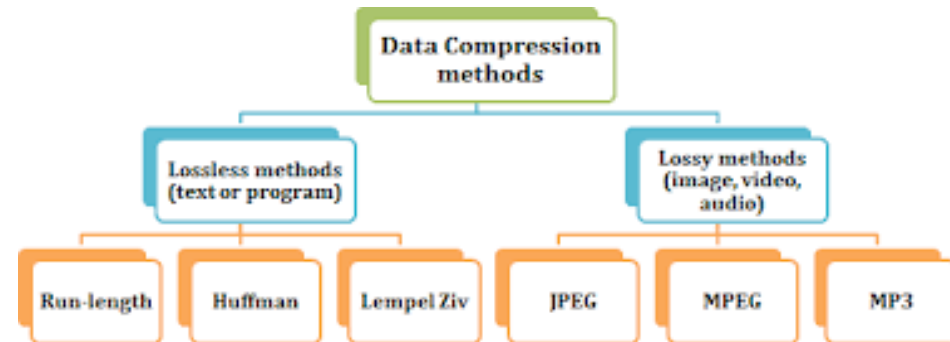 Data Compression
methods
Lossless methods
(text or program)
Lossy methods
(image, video,
audio)
Run-length
Huffman
Lempel Ziv
JPEG
MPEG
MP3